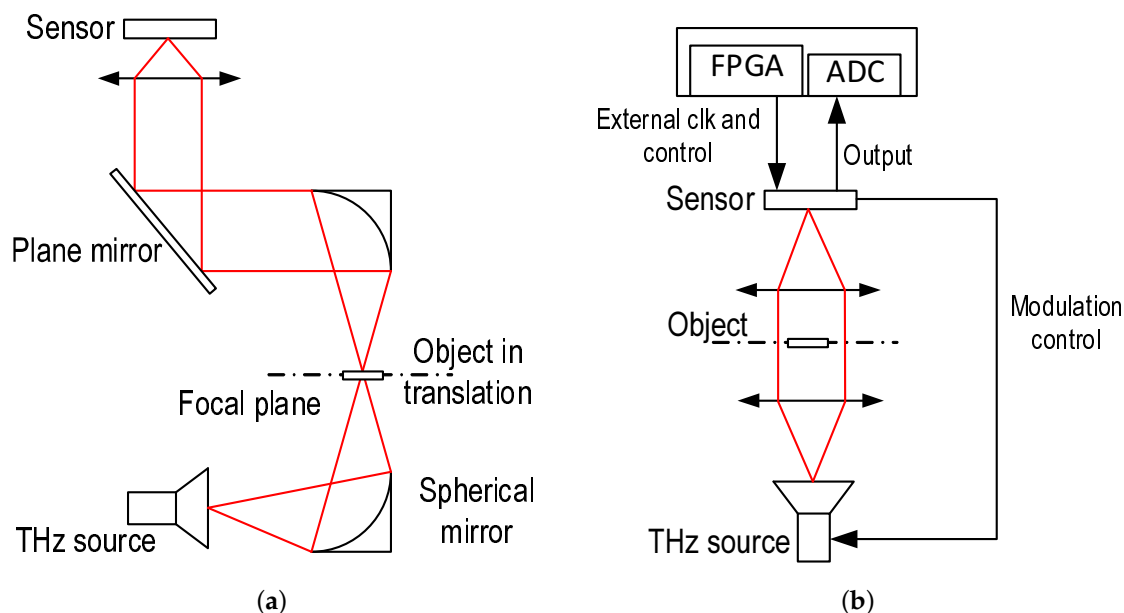 Sensor
Plane mirror
Object in
translation
Focal plane
Spherical
mirror
THz source
(a)
FPGA
ADC
External clk and
control
Output
Sensor
Object
Modulation
control
THz source
(b)